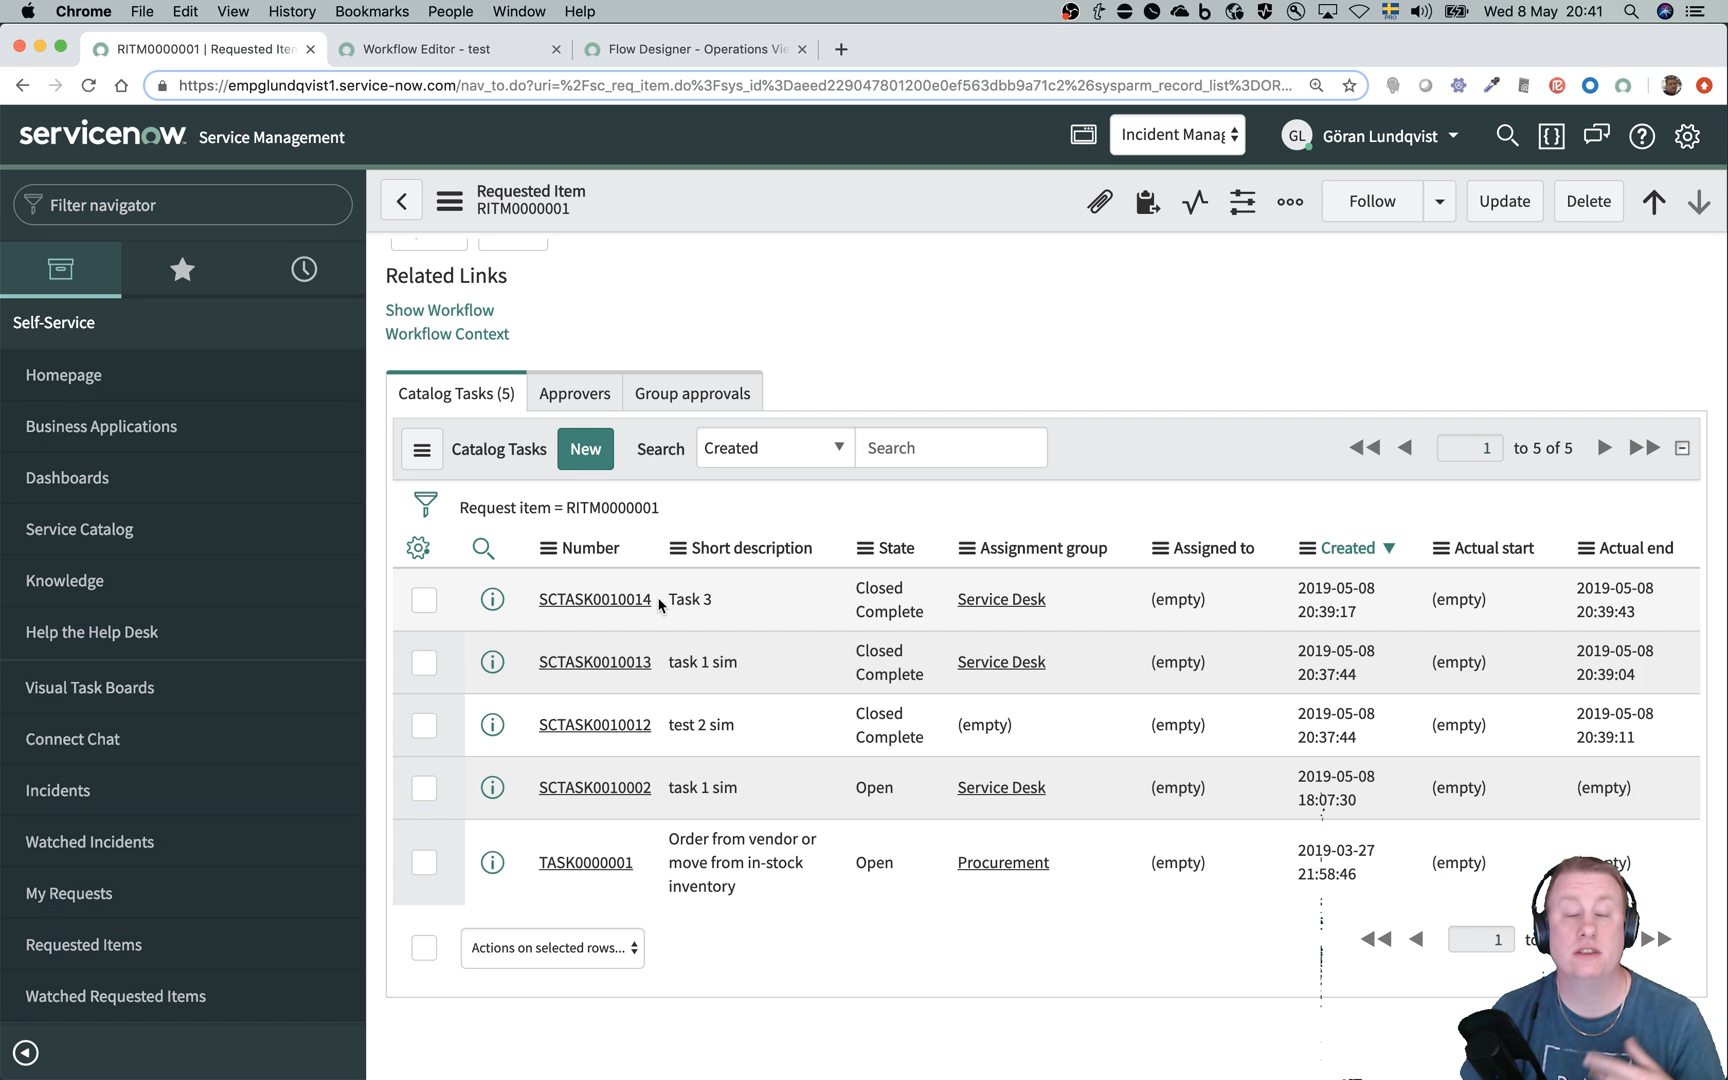 Chrome File Edit View History Bookmarks People Window Help PRO Wed 8 May 20:41
RITM0000001 | Requested Iten Workflow Editor - test Flow Designer - Operations Vi
https://empglundqvist1.service-now.com/nav_to.do?uri=%2Fsc_req_item.do%3Fsys_id%3Daeed229047801200e0ef563dbb9a71c2%26sysparm_record_list%3DOR...
servicenow Service Management Incident Manag GL Göran Lundqvist
Filter navigator
Requested Item
RITM0000001
Follow Update Delete
Self-Service
Homepage
Business Applications
Dashboards
Service Catalog
Knowledge
Help the Help Desk
Visual Task Boards
Connect Chat
Incidents
Watched Incidents
My Requests
Requested Items
Watched Requested Items
Related Links
Show Workflow
Workflow Context
Catalog Tasks (5) Approvers Group approvals
Catalog Tasks New Search Created Search 1 to 5 of 5
Request item = RITM0000001
Number Short description State Assignment group Assigned to Created Actual start Actual end
SCTASK0010014 Task 3 Closed Complete Service Desk (empty) 2019-05-08 20:39:17 (empty) 2019-05-08 20:39:43
SCTASK0010013 task 1 sim Closed Complete Service Desk (empty) 2019-05-08 20:37:44 (empty) 2019-05-08 20:39:04
SCTASK0010012 test 2 sim Closed Complete (empty) (empty) 2019-05-08 20:37:44 (empty) 2019-05-08 20:39:11
SCTASK0010002 task 1 sim Open Service Desk (empty) 2019-05-08 18:07:30 (empty) (empty)
TASK0000001 Order from vendor or move from in-stock inventory Open Procurement (empty) 2019-03-27 21:58:46 (empty)
Actions on selected rows... 1